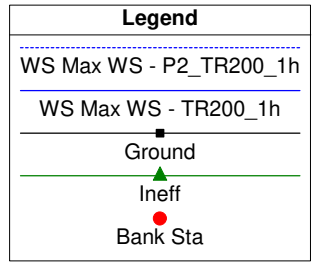 Legend
WS Max WS - P2_TR200_1h
WS Max WS - TR200_1h
Ground
Ineff
Bank Sta